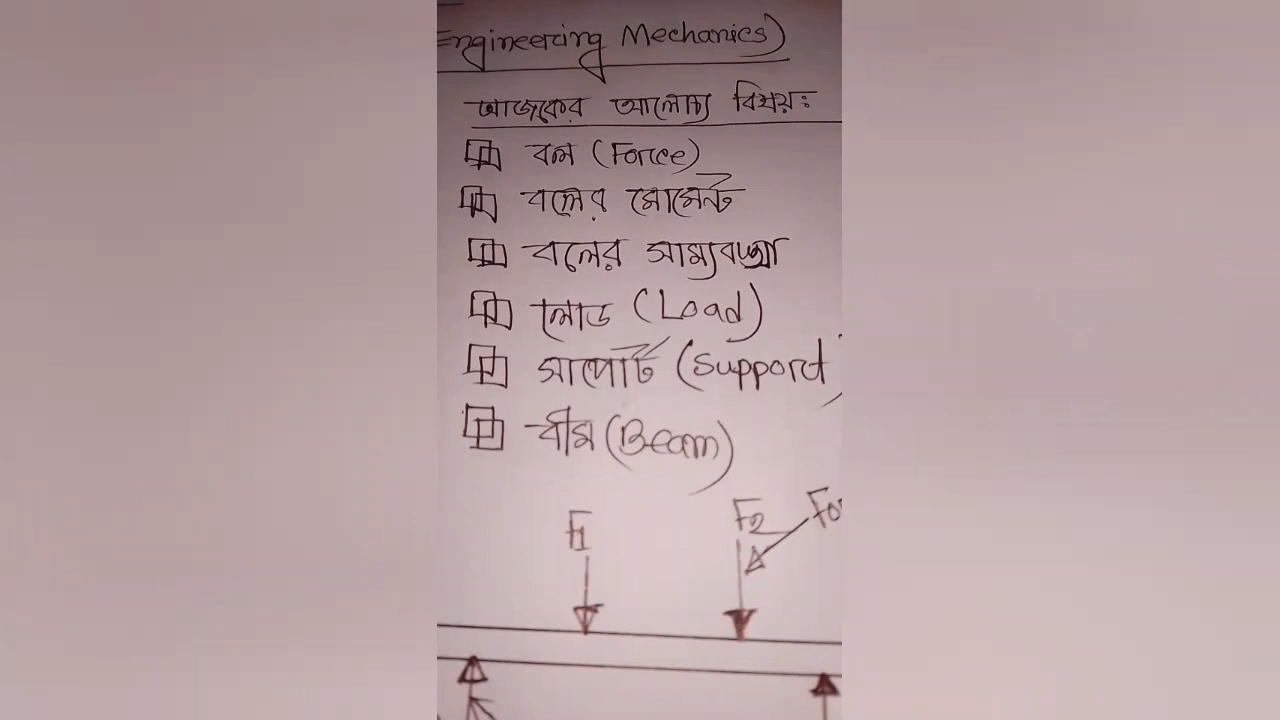 Engineering Mechanics)
আজকের আলোচ্য বিষয়ঃ
বল (Force)
বলের মোমেন্ট
বলের সাম্যবস্থা
লোড (Load)
সাপোর্ট (Support)
বীম (Beam)
F1 F2